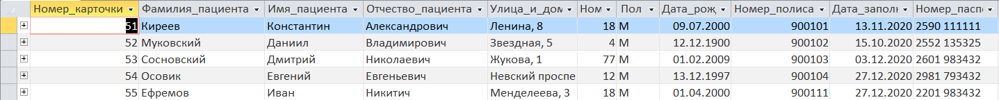 Номер_карточки Фамилия_пациента Имя_пациента Отчество_пациента Улица_и_дом Ном Пол Дата_рож Номер_полиса Дата_запол Номер_паспо
51 Киреев Константин Александрович Ленина, 8 18 М 09.07.2000 900101 13.11.2020 2590 111111
52 Муковский Даниил Владимирович Звездная, 5 4 М 12.12.1900 900102 15.10.2020 2552 135325
53 Сосновский Дмитрий Николаевич Жукова, 1 77 М 01.02.2009 900103 03.12.2020 2601 983432
54 Осовик Евгений Евгеньевич Невский проспе 12 М 13.12.1997 900104 27.12.2020 2981 793432
55 Ефремов Иван Никитич Менделеева, 3 18 М 01.04.2000 900111 27.12.2020 2201 983432